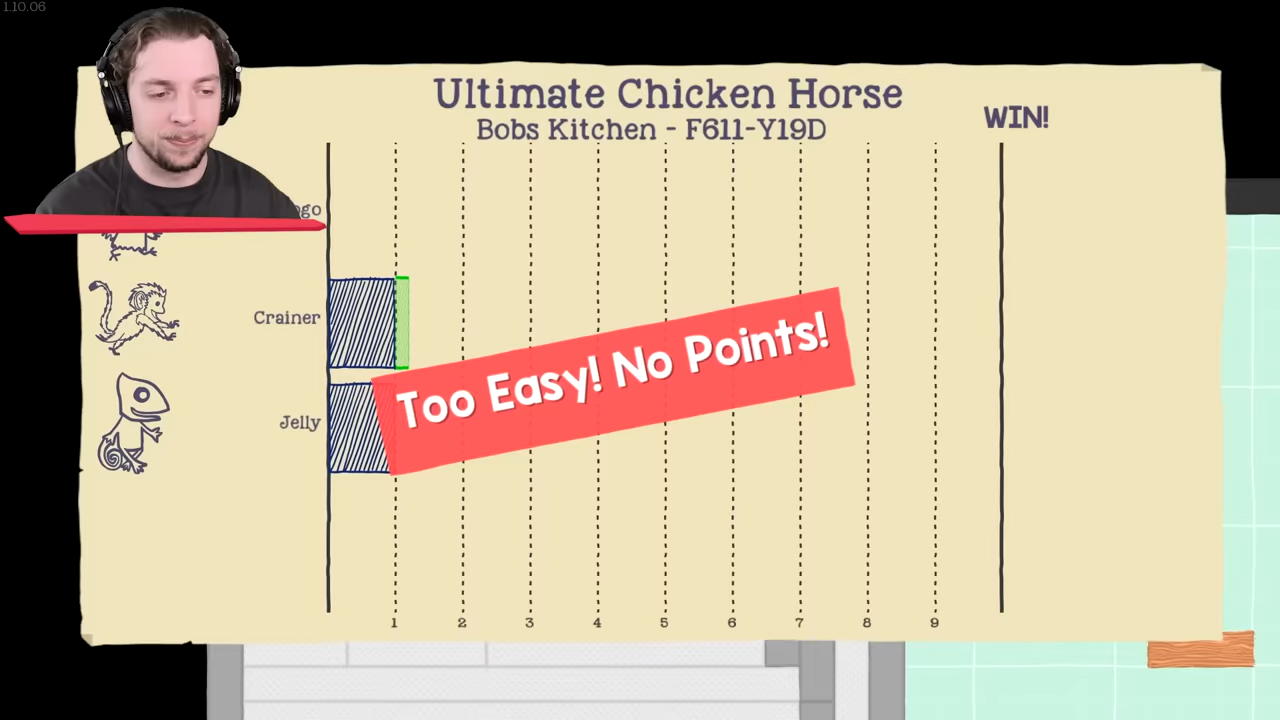 1.10.06
Ultimate Chicken Horse
Bobs Kitchen - F611-Y19D
WIN!
Crainer
Too Easy! No Points!
Jelly
1 2 3 4 5 6 7 8 9